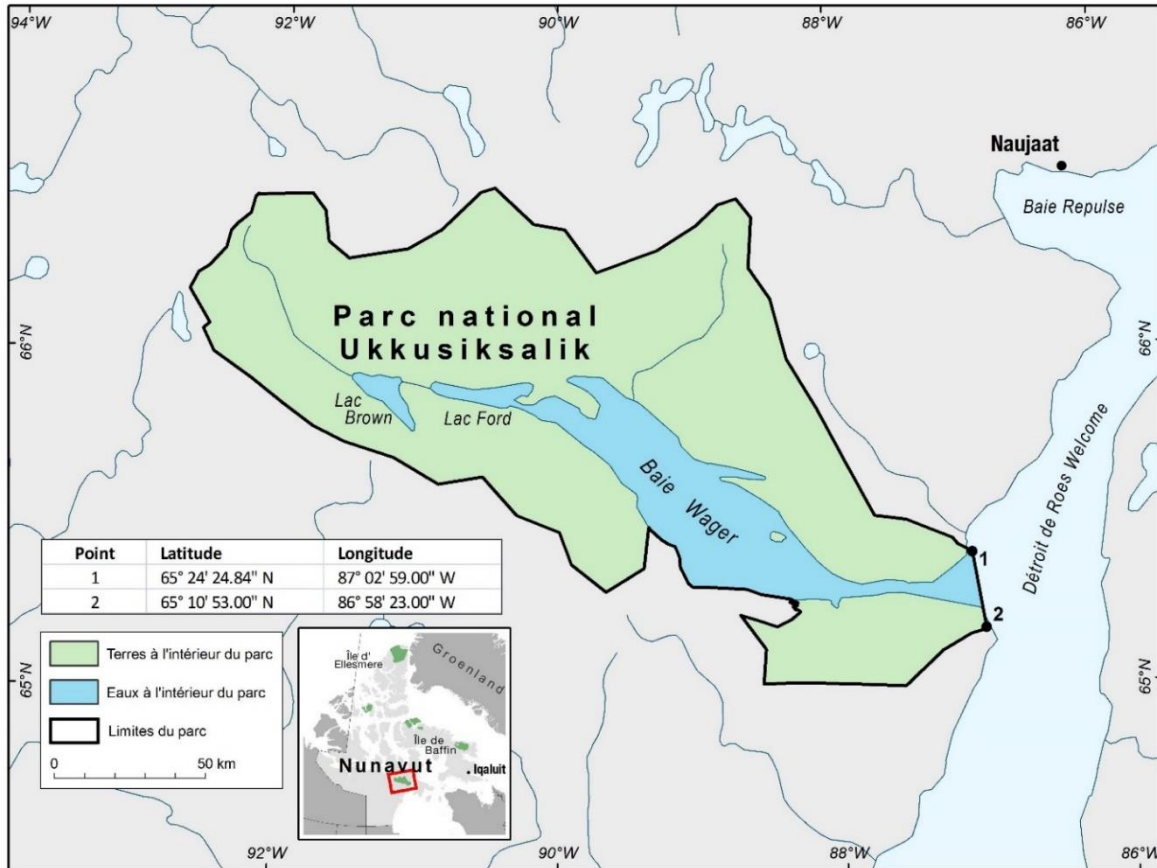 94°W
92°W
90°W
88°W
86°W
Naujaat
Baie Repulse
66°N
66°N
Parc national
Ukkusiksalik
Lac
Brown
Lac Ford
Baie Wager
Détroit de Roes Welcome
1
2
Point Latitude Longitude
1 65° 24' 24.84" N 87° 02' 59.00" W
2 65° 10' 53.00" N 86° 58' 23.00" W
65°N
65°N
Terres à l'intérieur du parc
Eaux à l'intérieur du parc
Limites du parc
0 50 km
Île d'
Ellesmere
Groenland
Île de
Baffin
Nunavut
Iqaluit
92°W
90°W
88°W
86°W